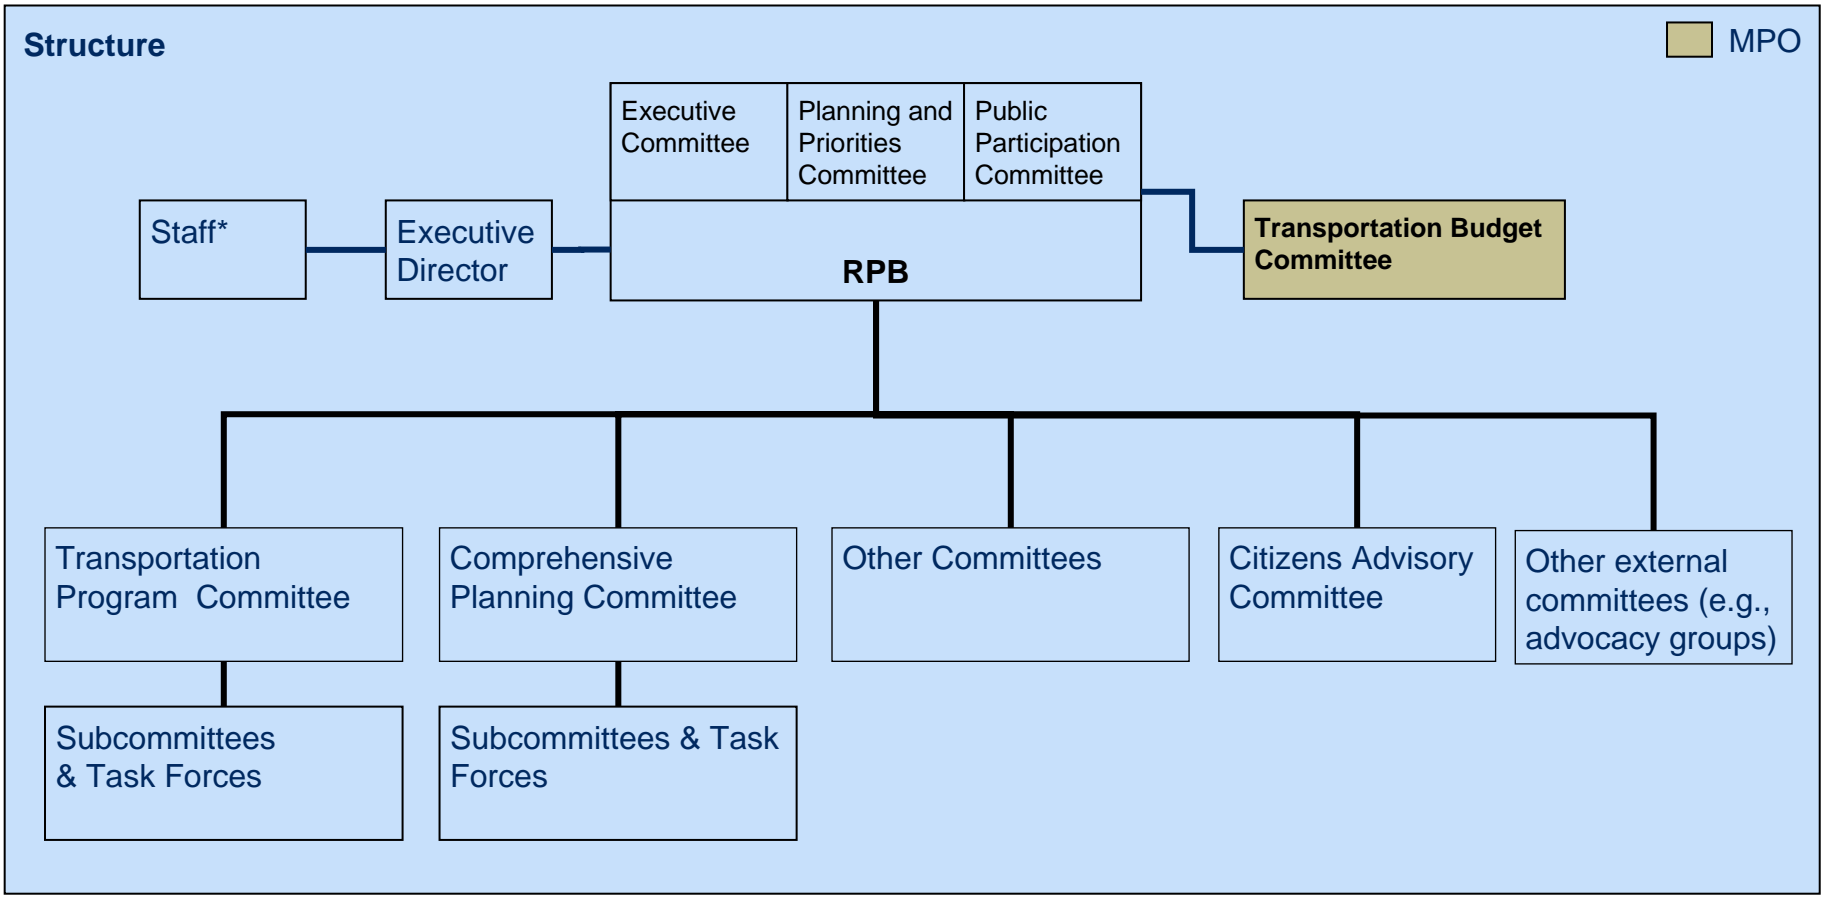 Structure
MPO
Executive
Committee
Planning and
Priorities
Committee
Public
Participation
Committee
Staff*
Executive
Director
RPB
Transportation Budget
Committee
Transportation
Program  Committee
Comprehensive
Planning Committee
Other Committees
Citizens Advisory
Committee
Other external
committees (e.g.,
advocacy groups)
Subcommittees
& Task Forces
Subcommittees & Task
Forces